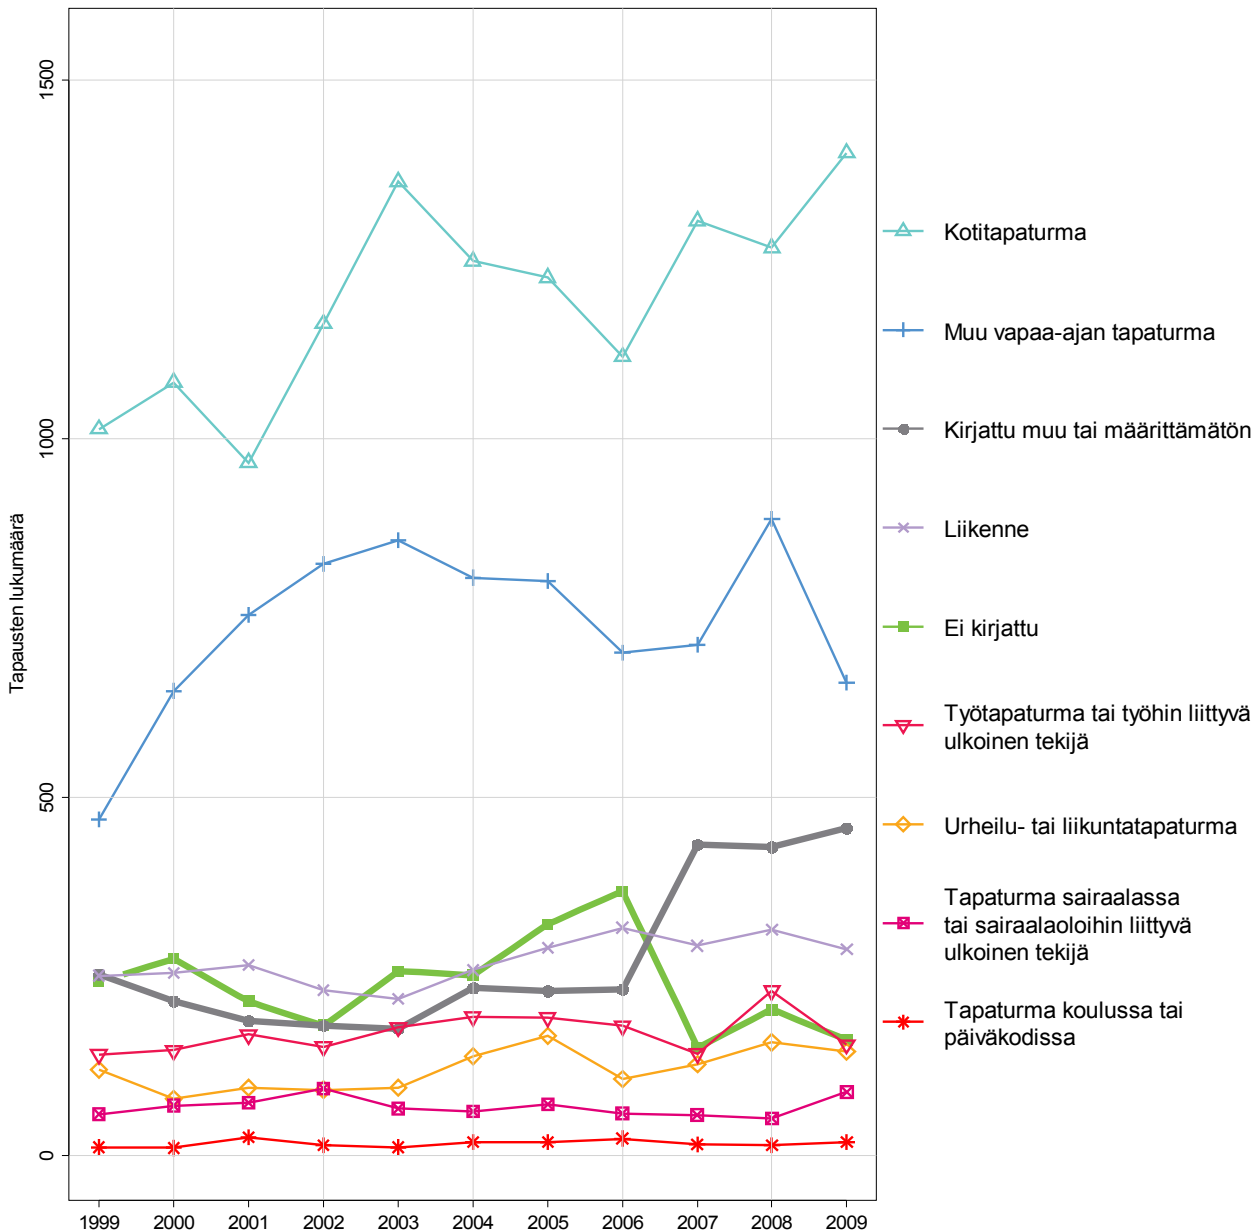 1500
1000
500
0
Tapausten lukumäärä
1999 2000 2001 2002 2003 2004 2005 2006 2007 2008 2009
Kotitapaturma
Muu vapaa-ajan tapaturma
Kirjattu muu tai määrittämätön
Liikenne
Ei kirjattu
Työtapaturma tai työhin liittyvä
ulkoinen tekijä
Urheilu- tai liikuntatapaturma
Tapaturma sairaalassa
tai sairaalaoloihin liittyvä
ulkoinen tekijä
Tapaturma koulussa tai
päiväkodissa